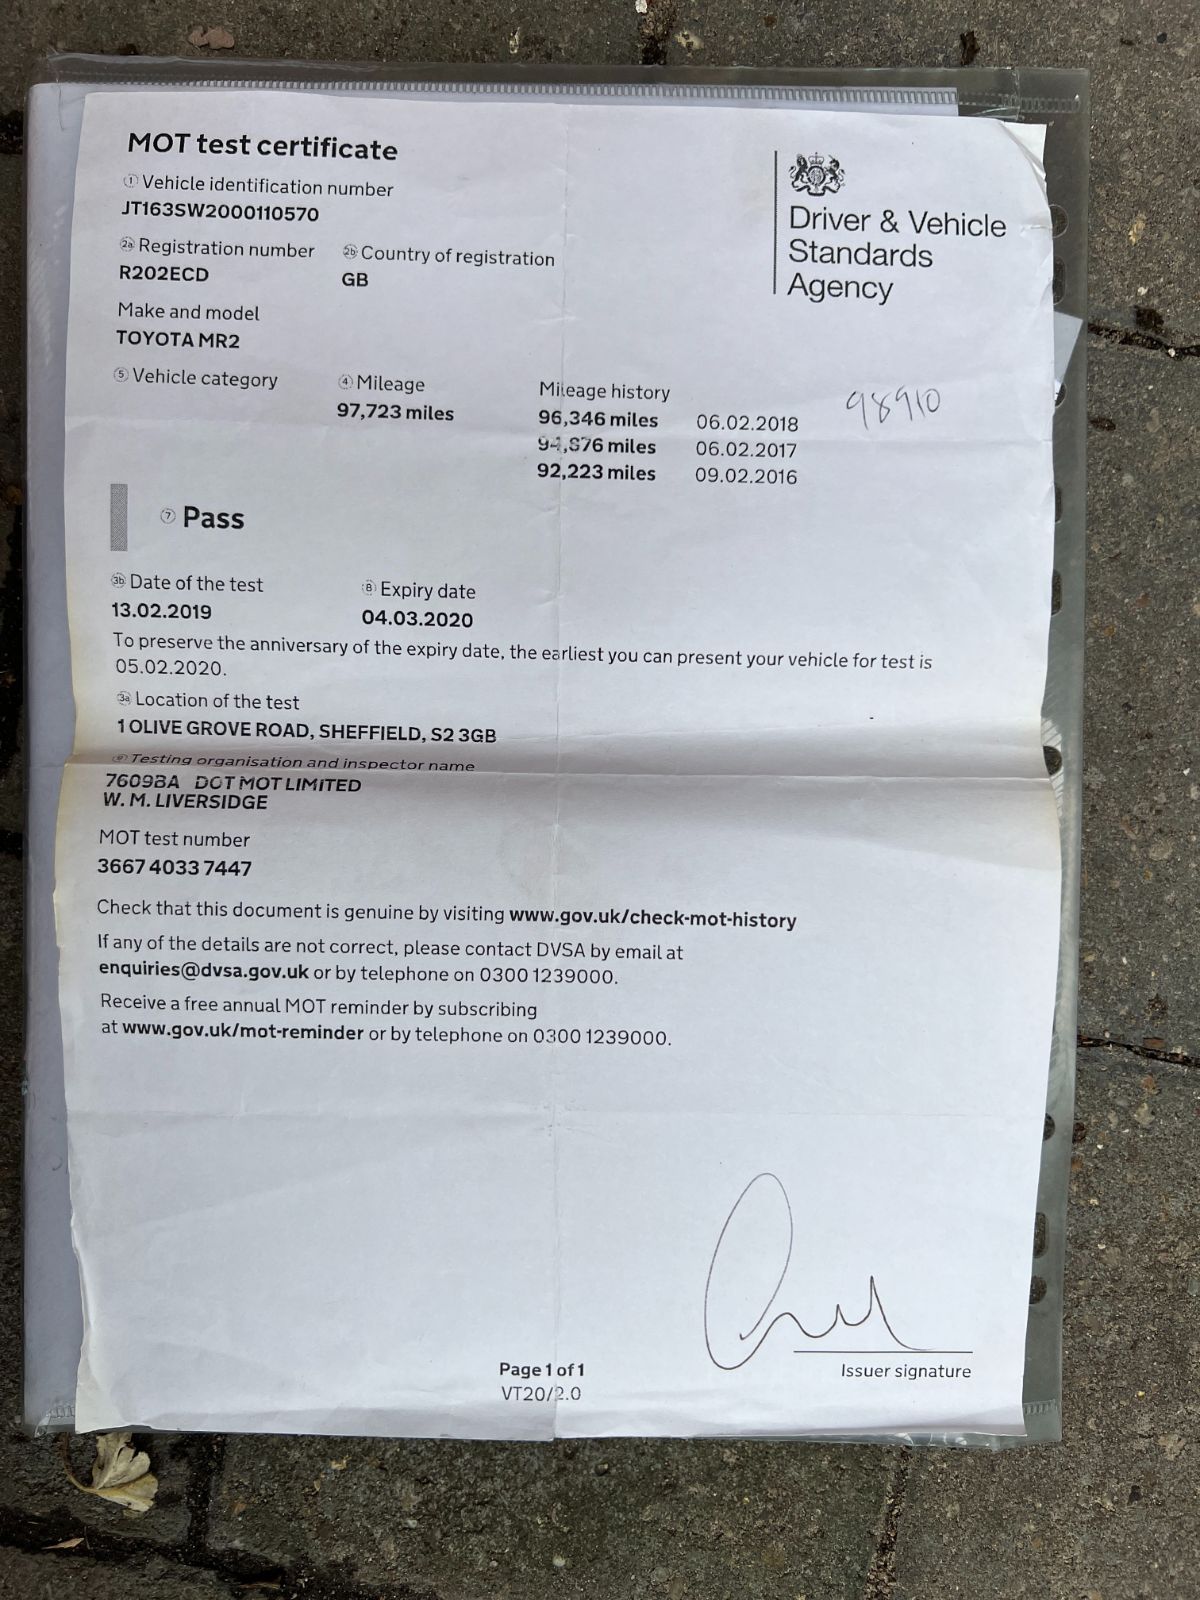 MOT test certificate
1 Vehicle identification number
JT163SW2000110570
2a Registration number
R202ECD
2b Country of registration
GB
Driver & Vehicle
Standards
Agency
Make and model
TOYOTA MR2
5 Vehicle category
4 Mileage
97,723 miles
Mileage history
96,346 miles 06.02.2018
94,876 miles 06.02.2017
92,223 miles 09.02.2016
98910
7 Pass
3b Date of the test
13.02.2019
8 Expiry date
04.03.2020
To preserve the anniversary of the expiry date, the earliest you can present your vehicle for test is
05.02.2020.
3a Location of the test
1 OLIVE GROVE ROAD, SHEFFIELD, S2 3GB
Testing organisation and inspector name
7609BA DOT MOT LIMITED
W. M. LIVERSIDGE
MOT test number
3667 4033 7447
Check that this document is genuine by visiting www.gov.uk/check-mot-history
If any of the details are not correct, please contact DVSA by email at
enquiries@dvsa.gov.uk or by telephone on 0300 1239000.
Receive a free annual MOT reminder by subscribing
at www.gov.uk/mot-reminder or by telephone on 0300 1239000.
Issuer signature
Page 1 of 1
VT20/2.0